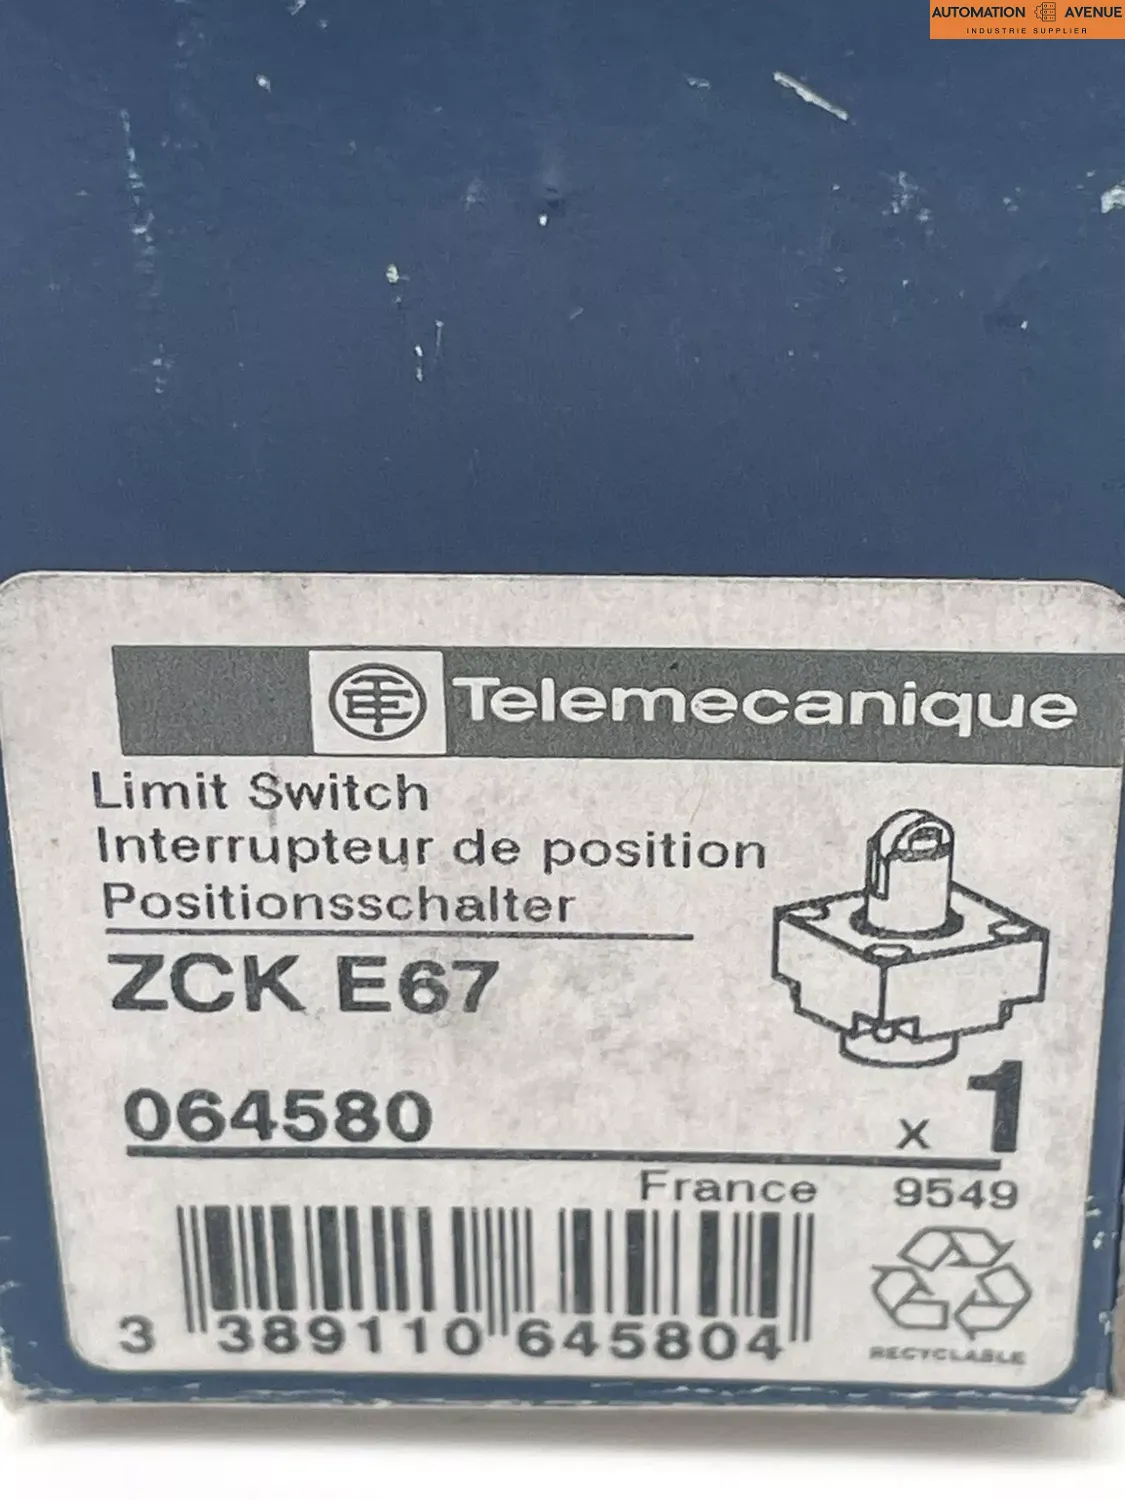 AUTOMATION AVENUE
INDUSTRIE SUPPLIER
Telemecanique
Limit Switch
Interrupteur de position
Positionsschalter
ZCK E67
064580
x 1
France 9549
3 389110 645804
RECYCLABLE